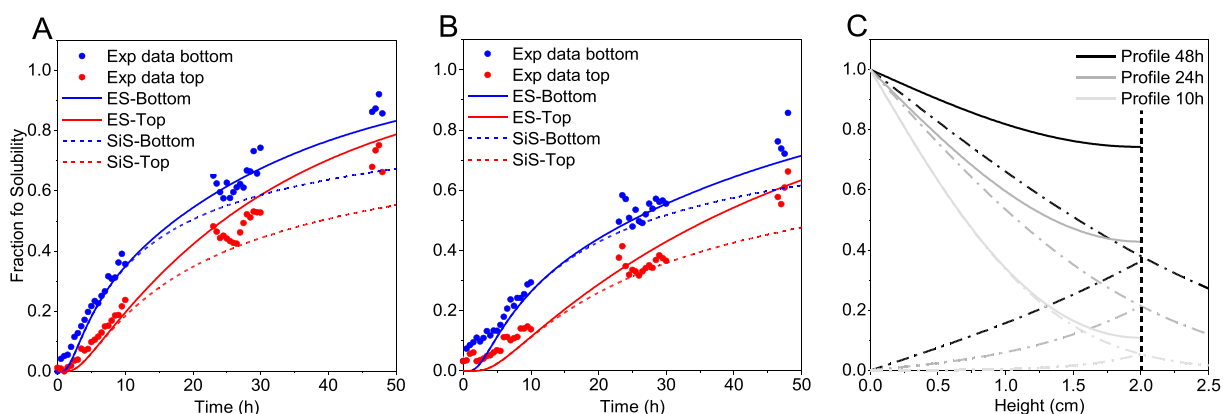 A
Fraction fo Solubility
1.0
0.8
0.6
0.4
0.2
0.0
Exp data bottom
Exp data top
ES-Bottom
ES-Top
SiS-Bottom
SiS-Top
0 10 20 30 40 50
Time (h)
B
1.0
0.8
0.6
0.4
0.2
0.0
Exp data bottom
Exp data top
ES-Bottom
ES-Top
SiS-Bottom
SiS-Top
0 10 20 30 40 50
Time (h)
C
1.0
0.8
0.6
0.4
0.2
0.0
Profile 48h
Profile 24h
Profile 10h
0.0 0.5 1.0 1.5 2.0 2.5
Height (cm)